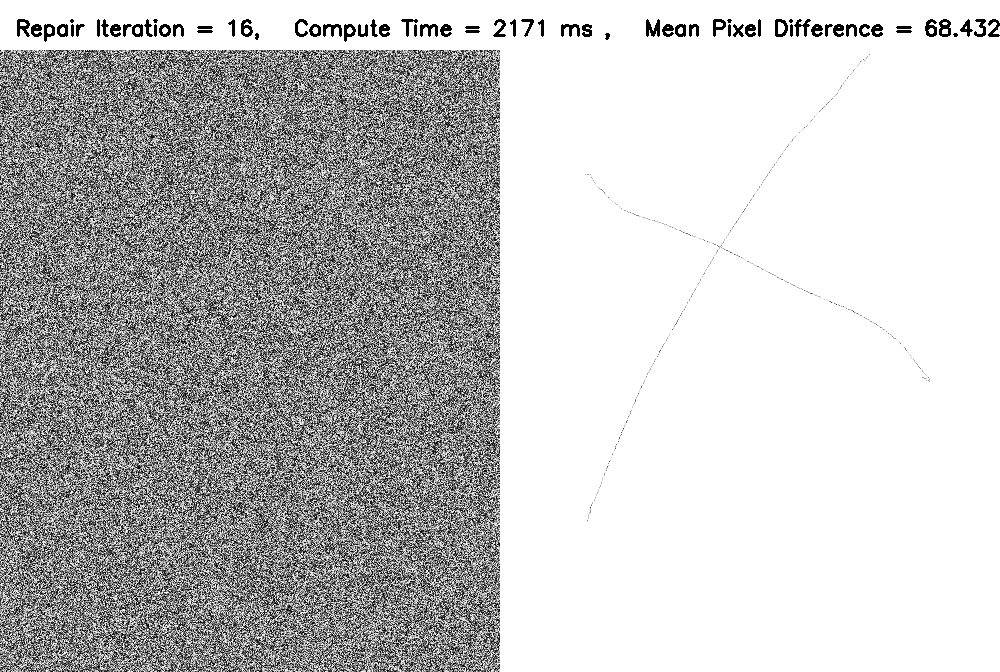 Repair Iteration = 16,   Compute Time = 2171 ms ,   Mean Pixel Difference = 68.432